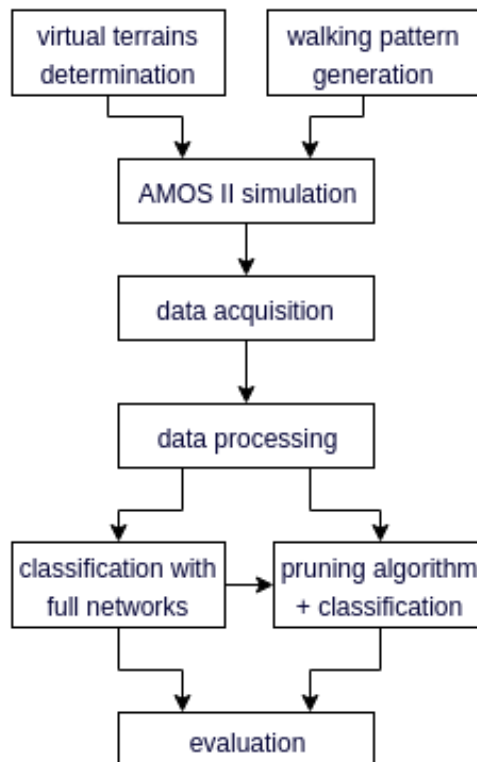 virtual terrains
determination
walking pattern
generation
AMOS II simulation
data acquisition
data processing
classification with
full networks
pruning algorithm
+ classification
evaluation